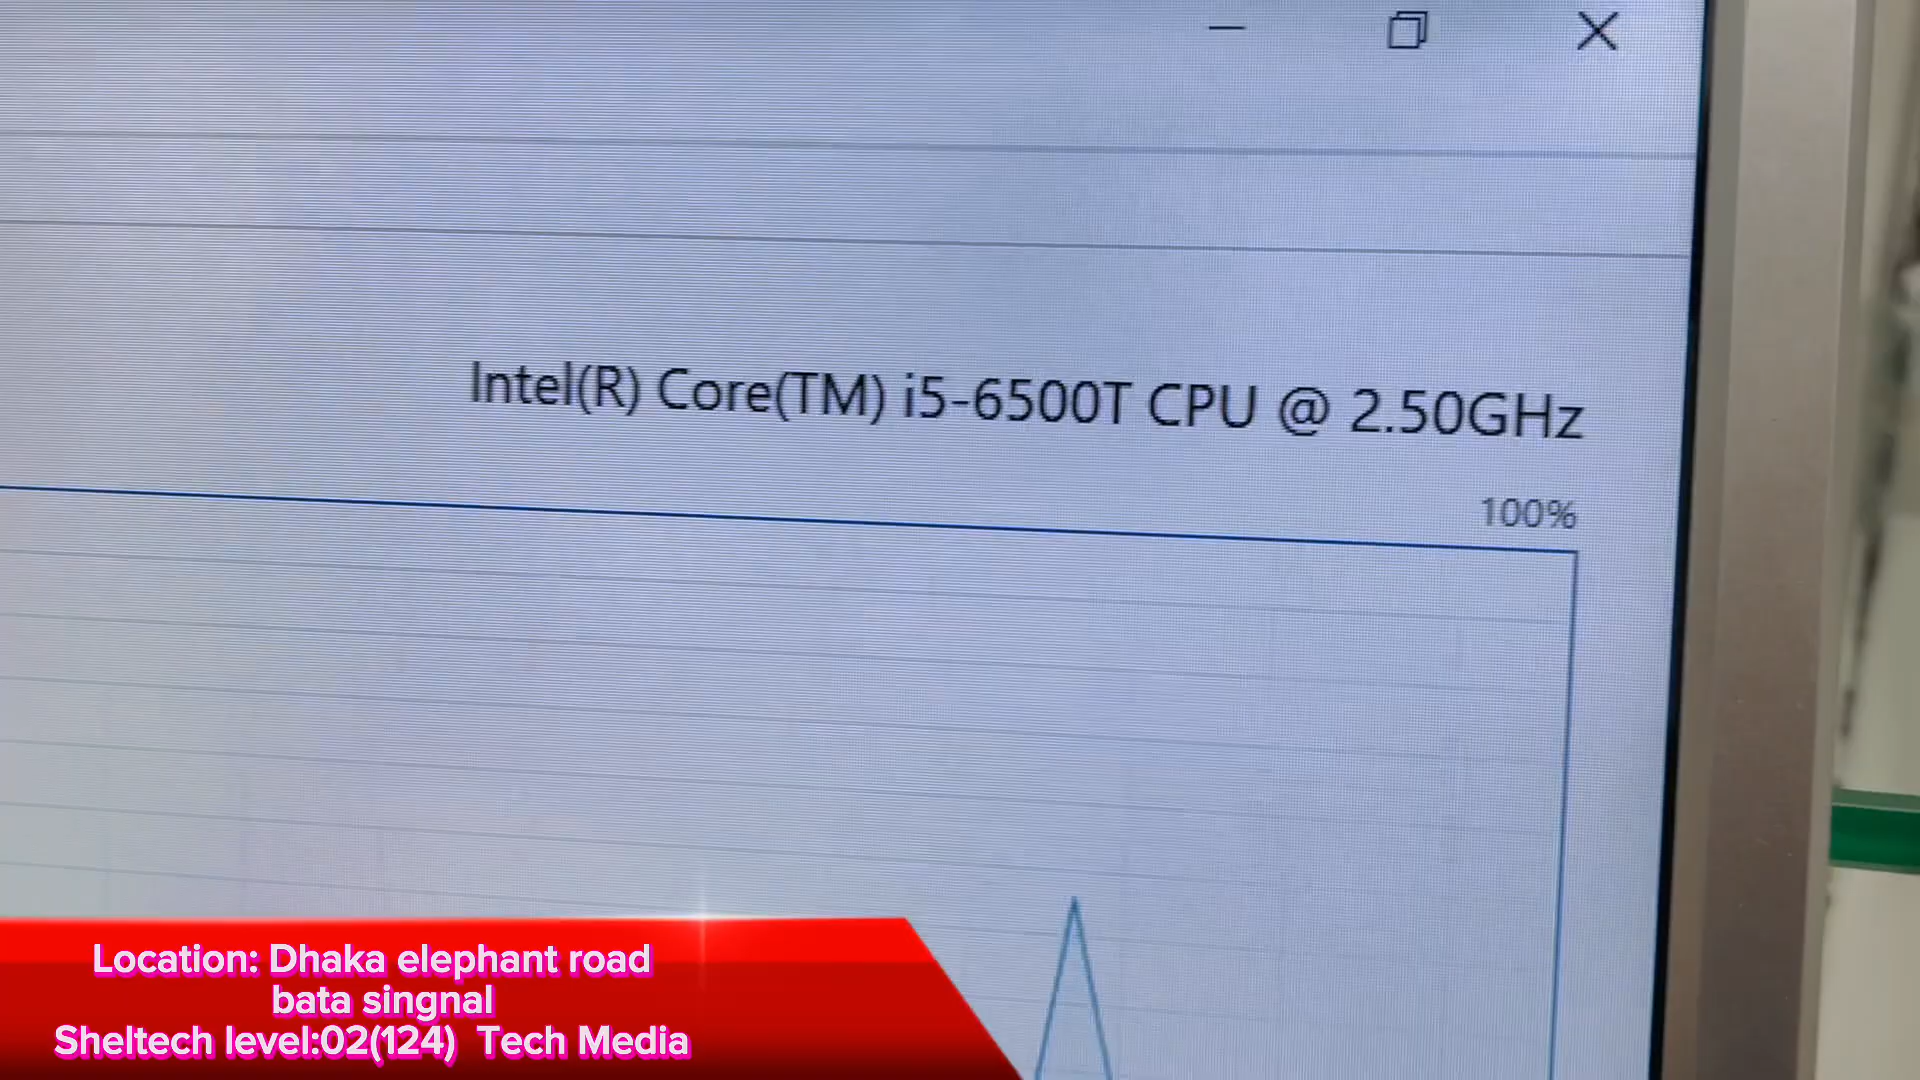 Intel(R) Core(TM) i5-6500T CPU @ 2.50GHz
100%
Location: Dhaka elephant road
bata singnal
Sheltech level:02(124) Tech Media